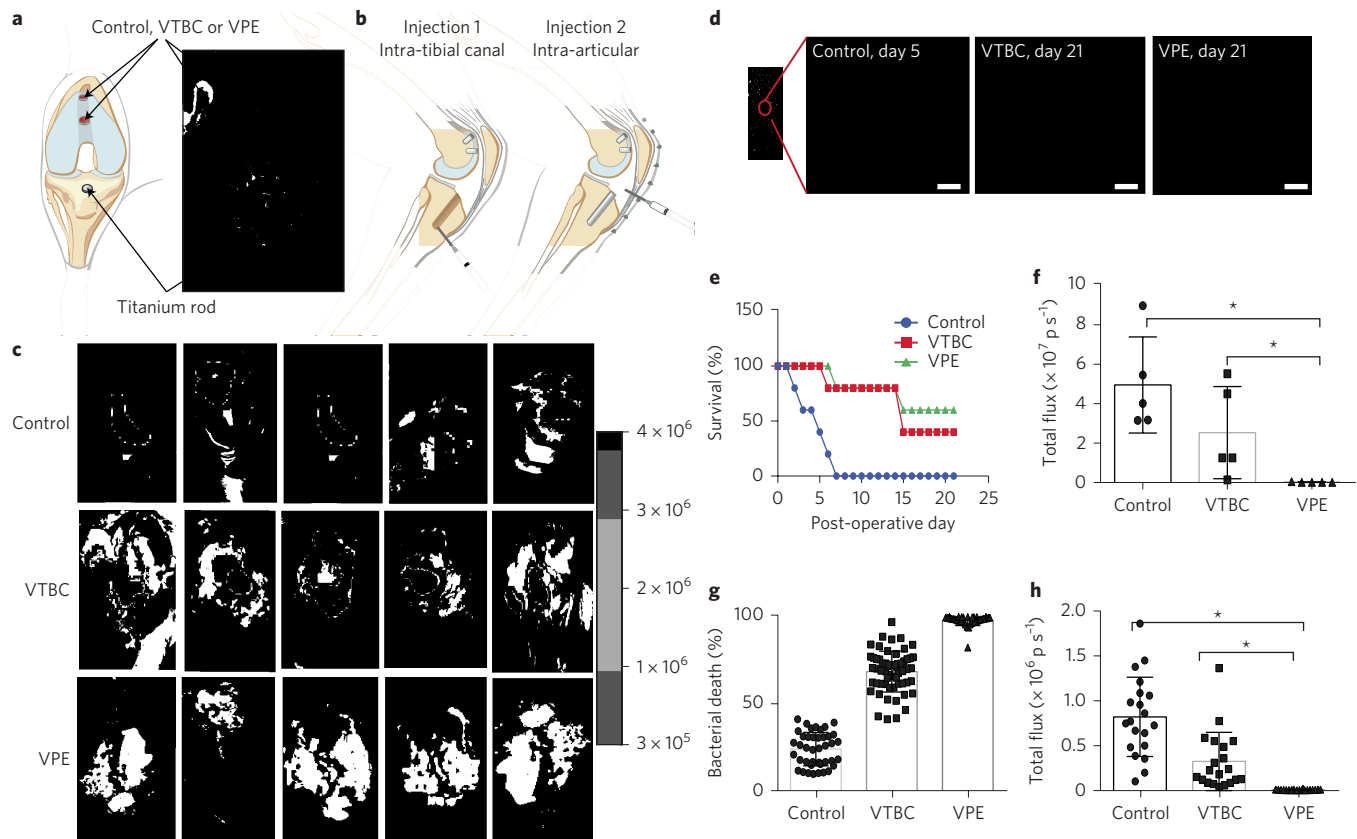 a
Control, VTBC or VPE
Titanium rod
b
Injection 1
Intra-tibial canal
Injection 2
Intra-articular
c
Control
VTBC
VPE
4 × 10⁶
3 × 10⁶
2 × 10⁶
1 × 10⁶
3 × 10⁵
d
Control, day 5
VTBC, day 21
VPE, day 21
e
Survival (%)
150
100
50
0
0 5 10 15 20 25
Post-operative day
Control
VTBC
VPE
f
Total flux (× 10⁷ p s⁻¹)
10
8
6
4
2
0
*
*
Control VTBC VPE
g
Bacterial death (%)
100
50
0
Control VTBC VPE
h
Total flux (× 10⁶ p s⁻¹)
2.0
1.5
1.0
0.5
0
*
*
Control VTBC VPE